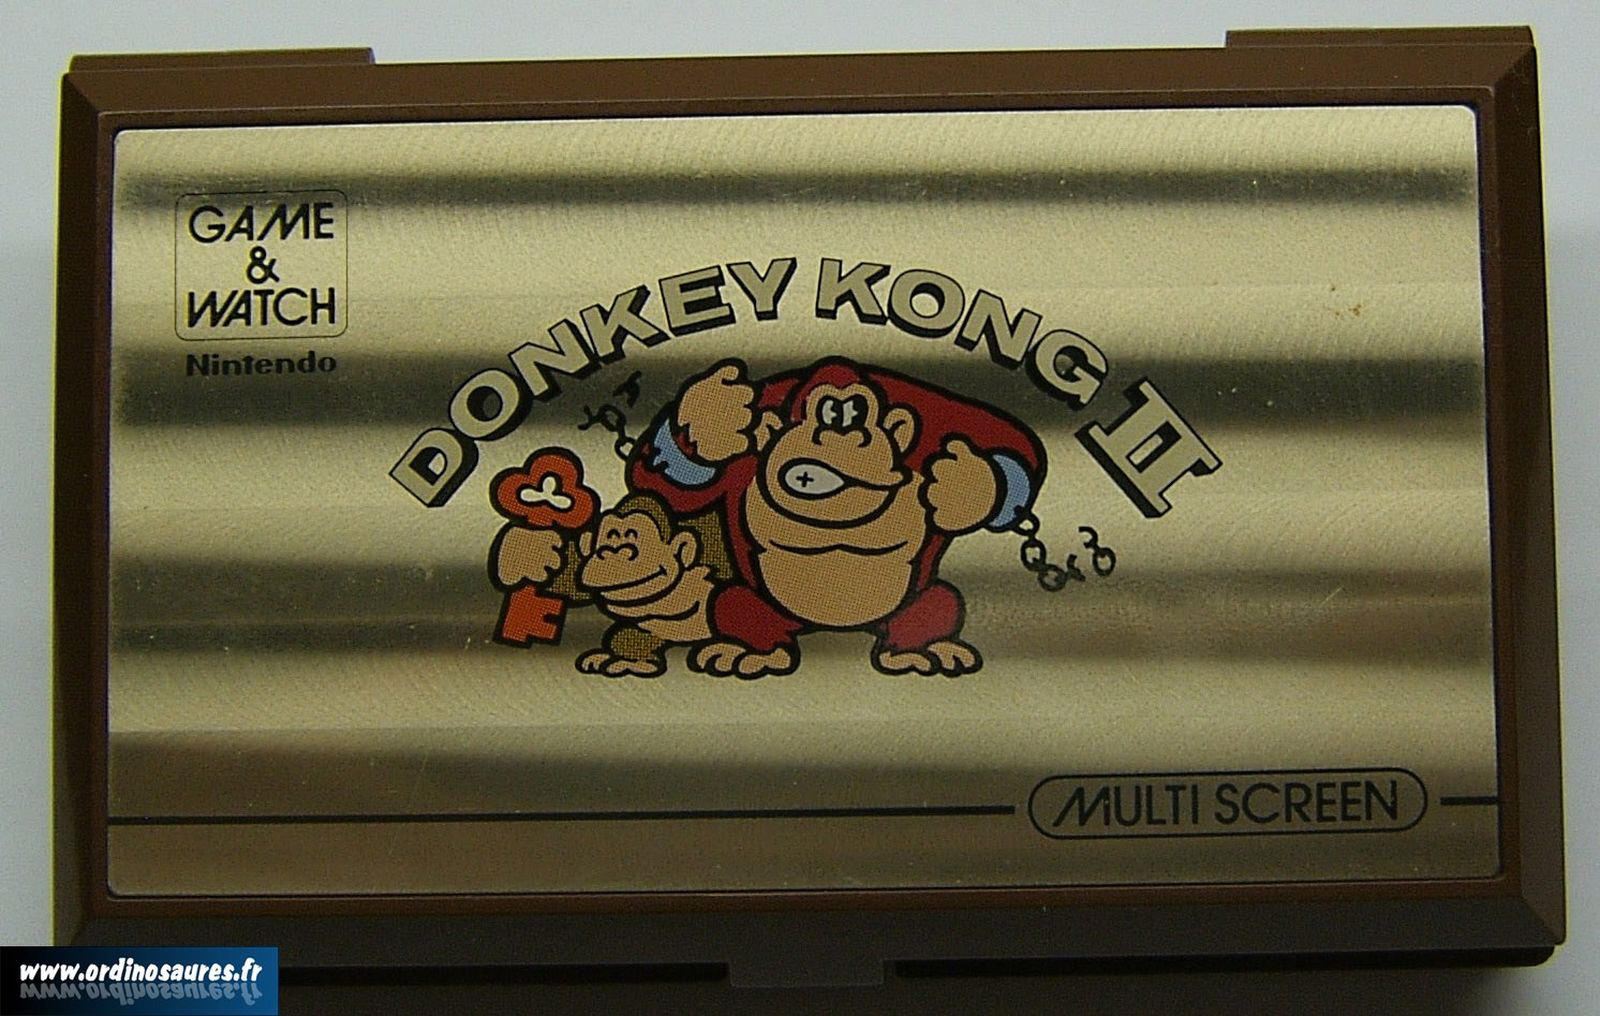 GAME
&
WATCH
Nintendo
DONKEY KONG II
MULTI SCREEN
www.ordinosaures.fr